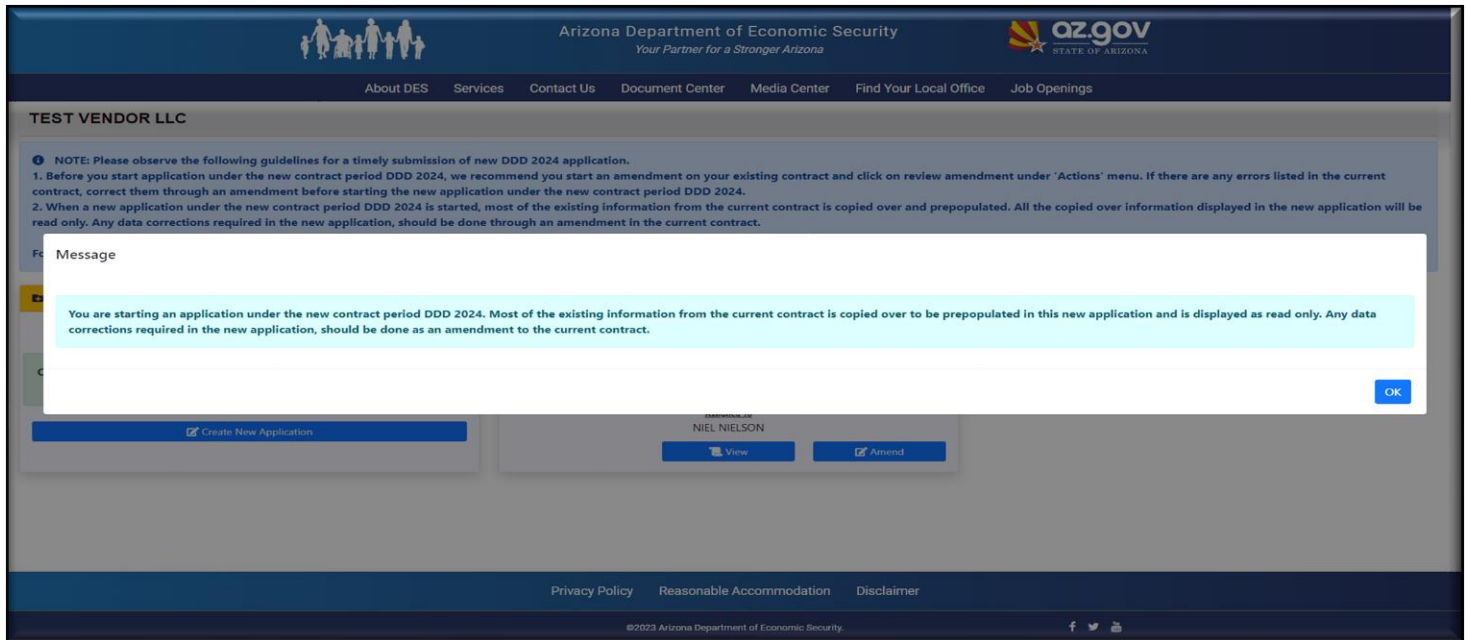 Arizona Department of Economic Security
Your Partner for a Stronger Arizona
az.gov
STATE OF ARIZONA
About DES Services Contact Us Document Center Media Center Find Your Local Office Job Openings
TEST VENDOR LLC
NOTE: Please observe the following guidelines for a timely submission of new DDD 2024 application.
1. Before you start application under the new contract period DDD 2024, we recommend you start an amendment on your existing contract and click on review amendment under 'Actions' menu. If there are any errors listed in the current
contract, correct them through an amendment before starting the new application under the new contract period DDD 2024.
2. When a new application under the new contract period DDD 2024 is started, most of the existing information from the current contract is copied over and prepopulated. All the copied over information displayed in the new application will be
read only. Any data corrections required in the new application, should be done through an amendment in the current contract.
Message
You are starting an application under the new contract period DDD 2024. Most of the existing information from the current contract is copied over to be prepopulated in this new application and is displayed as read only. Any data
corrections required in the new application, should be done as an amendment to the current contract.
OK
NIEL NIELSON
Create New Application
View Amend
Privacy Policy Reasonable Accommodation Disclaimer
©2023 Arizona Department of Economic Security.